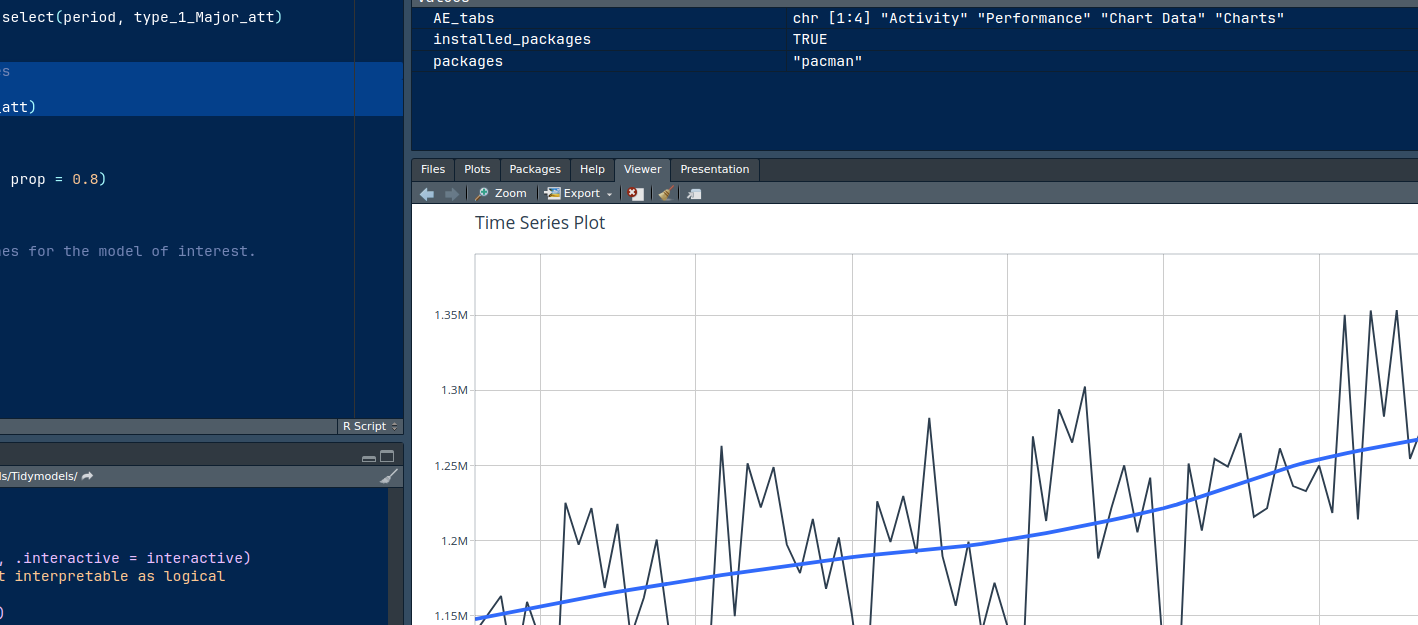 select(period, type_1_Major_att)
att)
prop = 0.8)
es for the model of interest.
R Script
s/Tidymodels/
, .interactive = interactive)
t interpretable as logical
)
AE_tabs chr [1:4] "Activity" "Performance" "Chart Data" "Charts"
installed_packages TRUE
packages "pacman"
Files Plots Packages Help Viewer Presentation
Zoom Export
Time Series Plot
1.35M
1.3M
1.25M
1.2M
1.15M